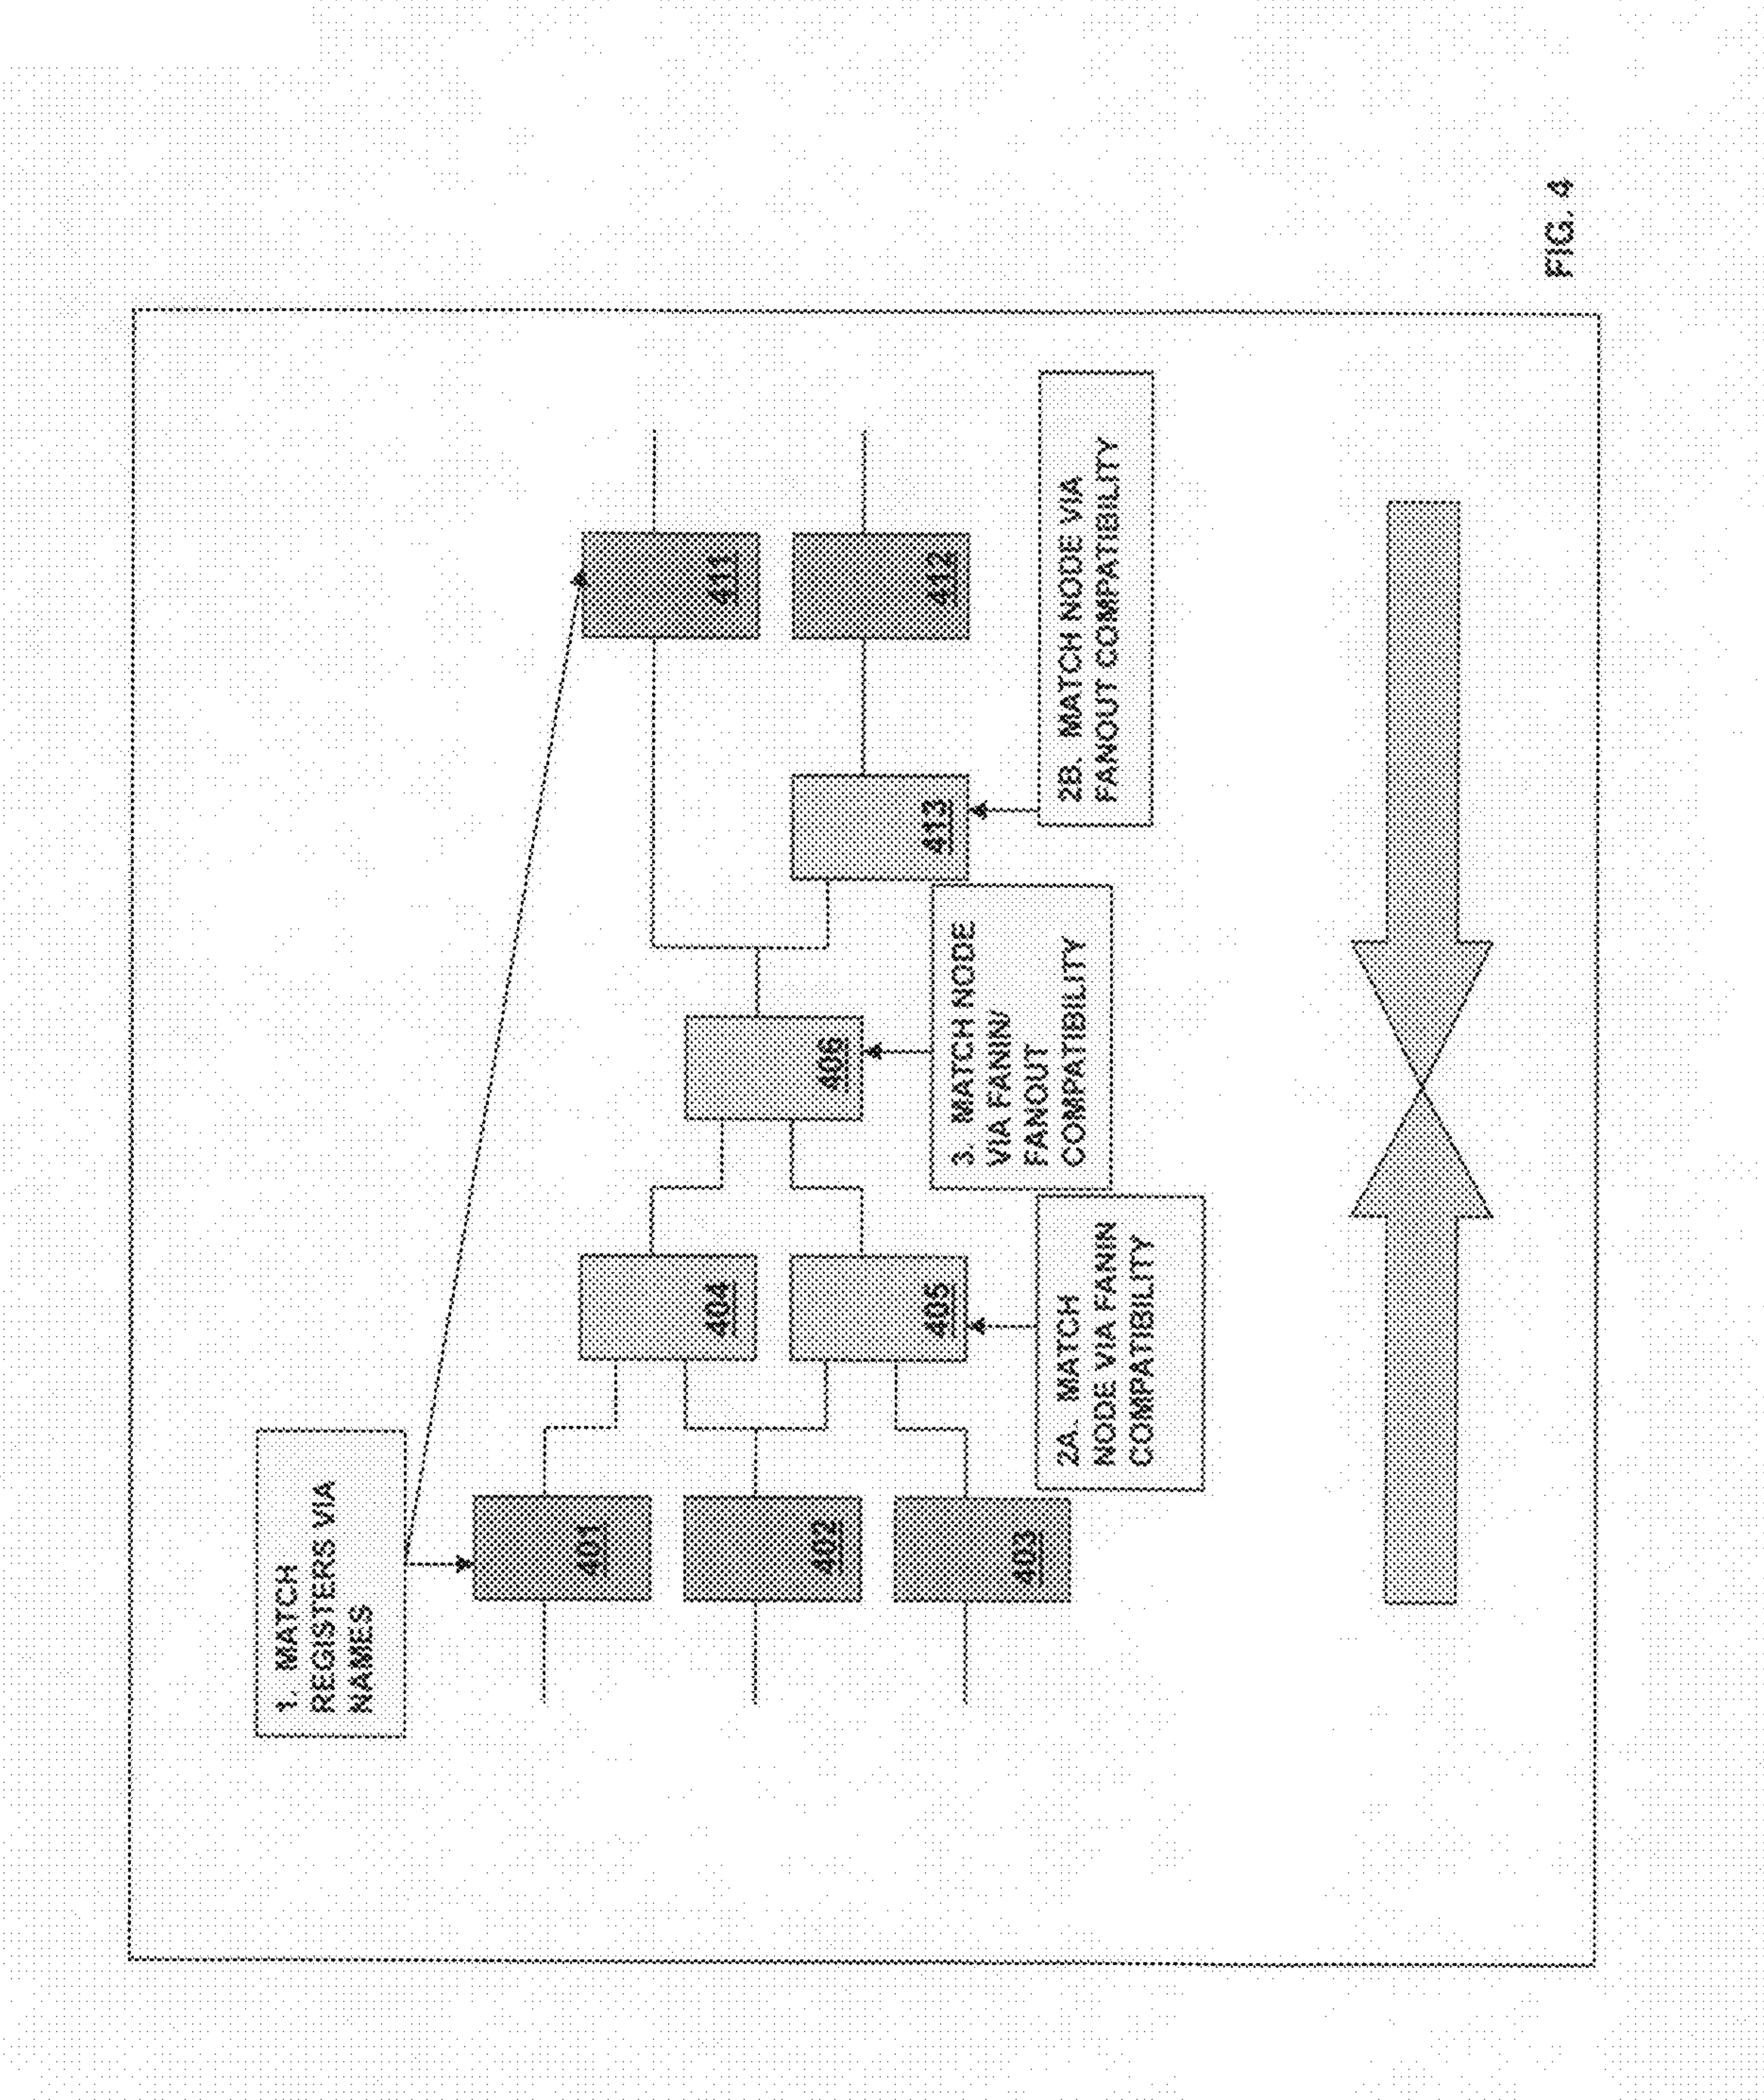 1. MATCH
REGISTERS VIA
NAMES
401
402
403
404
405
2A. MATCH
NODE VIA FANIN
COMPATIBILITY
406
3. MATCH NODE
VIA FANIN/
FANOUT
COMPATIBILITY
413
2B. MATCH NODE VIA
FANOUT COMPATIBILITY
411
412
FIG. 4